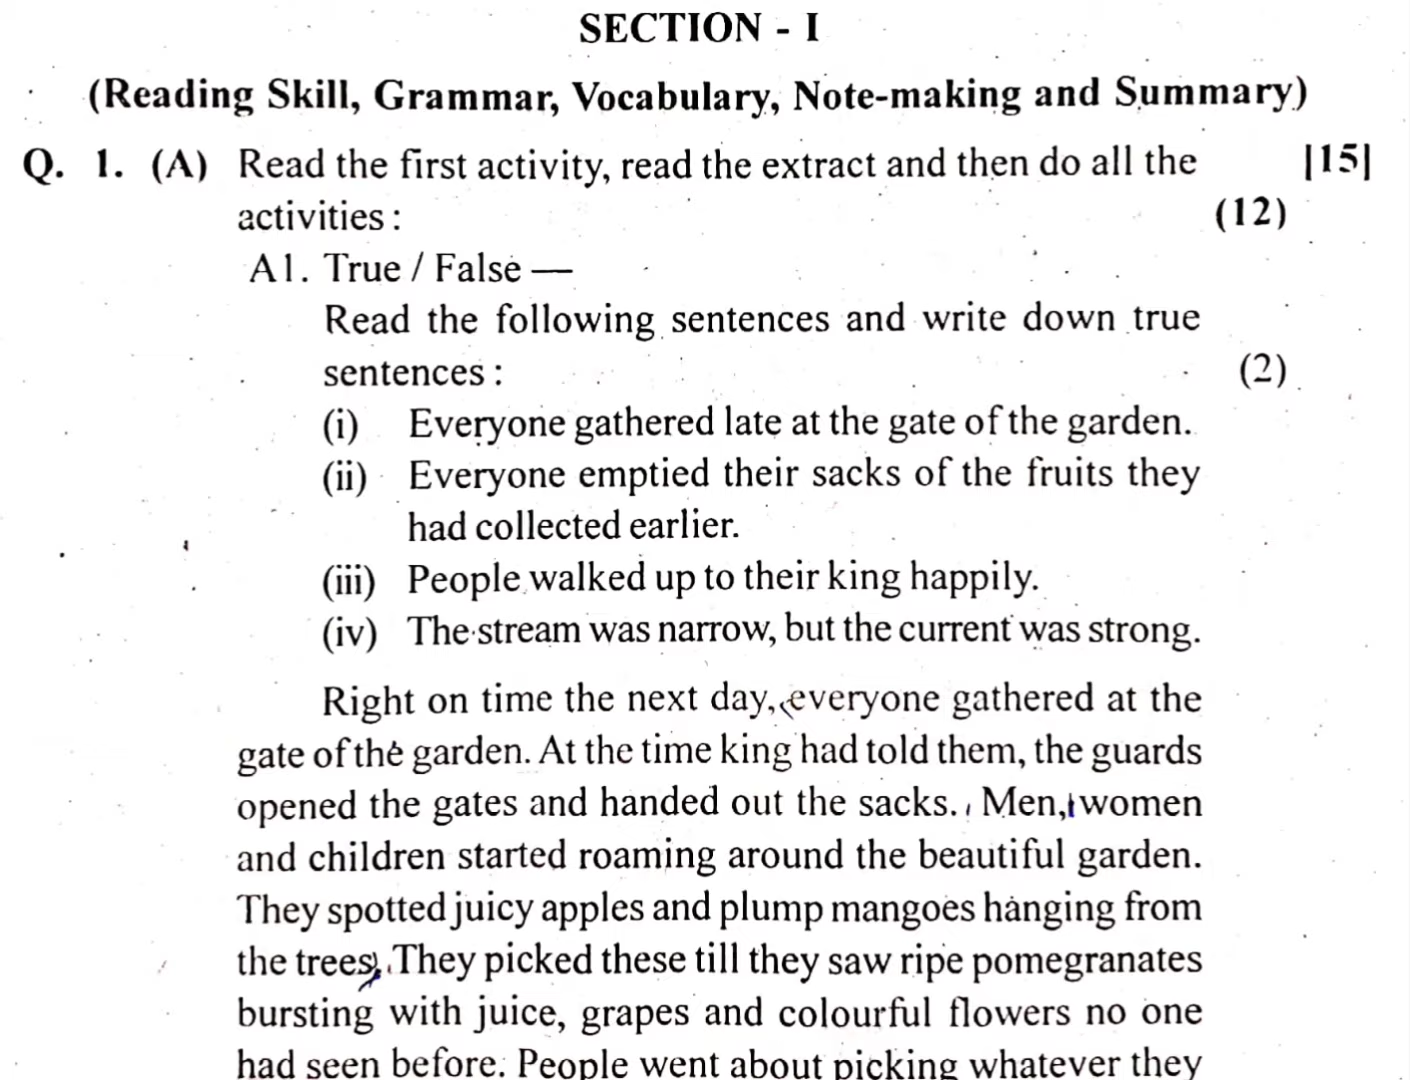 SECTION - I
(Reading Skill, Grammar, Vocabulary, Note-making and Summary)
Q. 1. (A) Read the first activity, read the extract and then do all the [15]
activities : (12)
A1. True / False —
Read the following sentences and write down true
sentences : (2)
(i) Everyone gathered late at the gate of the garden.
(ii) Everyone emptied their sacks of the fruits they
had collected earlier.
(iii) People walked up to their king happily.
(iv) The stream was narrow, but the current was strong.
Right on time the next day, everyone gathered at the
gate of the garden. At the time king had told them, the guards
opened the gates and handed out the sacks. Men, women
and children started roaming around the beautiful garden.
They spotted juicy apples and plump mangoes hanging from
the trees. They picked these till they saw ripe pomegranates
bursting with juice, grapes and colourful flowers no one
had seen before. People went about picking whatever they